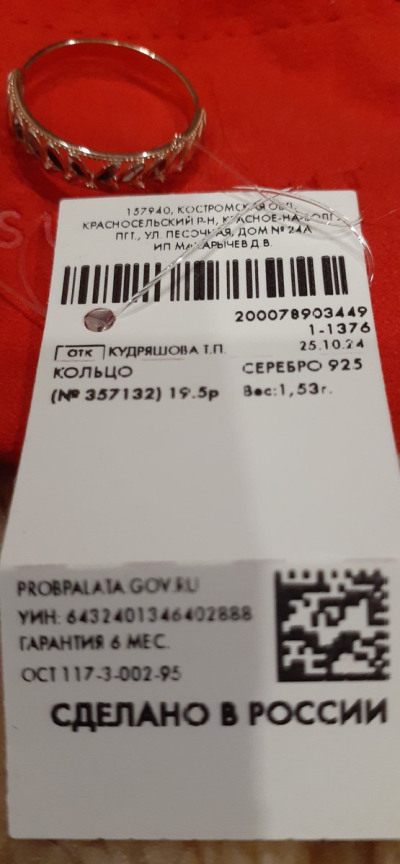 157940, КОСТРОМСКАЯ ОБЛ.,
КРАСНОСЕЛЬСКИЙ Р-Н, КРАСНОЕ-НА-ВОЛГЕ
ПГТ., УЛ. ПЕСОЧНАЯ, ДОМ № 24А
ИП МАКАРЫЧЕВ Д.В.
200078903449
1-1376
25.10.24
ОТК КУДРЯШОВА Т.П.
КОЛЬЦО СЕРЕБРО 925
(№ 357132) 19.5р Вес:1,53г.
PROBPALATA.GOV.RU
УИН: 6432401346402888
ГАРАНТИЯ 6 МЕС.
ОСТ 117-3-002-95
СДЕЛАНО В РОССИИ